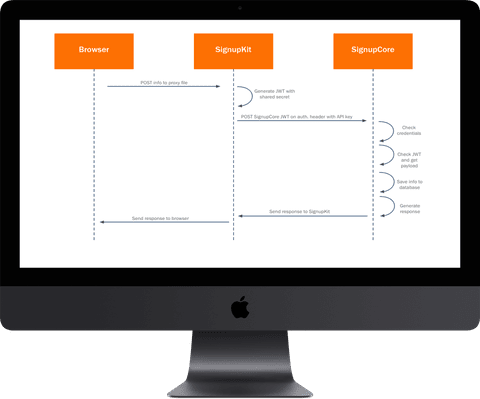 Browser
SignupKit
SignupCore
POST info to proxy file
Generate JWT with
shared secret
POST SignupCore JWT on auth. header with API key
Check
credentials
Check JWT
and get
payload
Save info to
database
Generate
response
Send response to SignupKit
Send response to browser